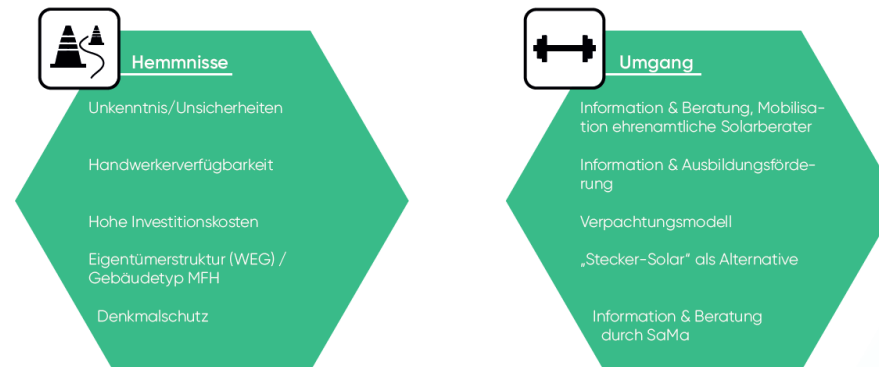 Hemmnisse
Unkenntnis/Unsicherheiten
Handwerkerverfügbarkeit
Hohe Investitionskosten
Eigentümerstruktur (WEG) /
Gebäudetyp MFH
Denkmalschutz
Umgang
Information & Beratung, Mobilisa-
tion ehrenamtliche Solarberater
Information & Ausbildungsförde-
rung
Verpachtungsmodell
„Stecker-Solar“ als Alternative
Information & Beratung
durch SaMa